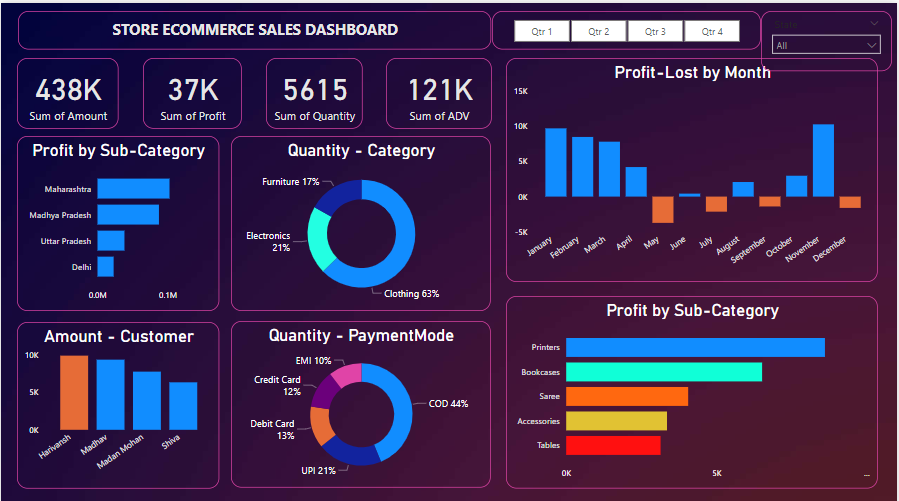 STORE ECOMMERCE SALES DASHBOARD
Qtr 1
Qtr 2
Qtr 3
Qtr 4
All
438K
Sum of Amount
37K
Sum of Profit
5615
Sum of Quantity
121K
Sum of ADV
Profit-Lost by Month
15K
10K
5K
0K
-5K
January
February
March
April
May
June
July
August
September
October
November
December
Profit by Sub-Category
Maharashtra
Madhya Pradesh
Uttar Pradesh
Delhi
0.0M
0.1M
Quantity - Category
Furniture 17%
Electronics
21%
Clothing 63%
Amount - Customer
10K
5K
0K
Harivansh
Madhav
Madan Mohan
Shiva
Quantity - PaymentMode
EMI 10%
Credit Card
12%
Debit Card
13%
UPI 21%
COD 44%
Profit by Sub-Category
Printers
Bookcases
Saree
Accessories
Tables
0K
5K
...